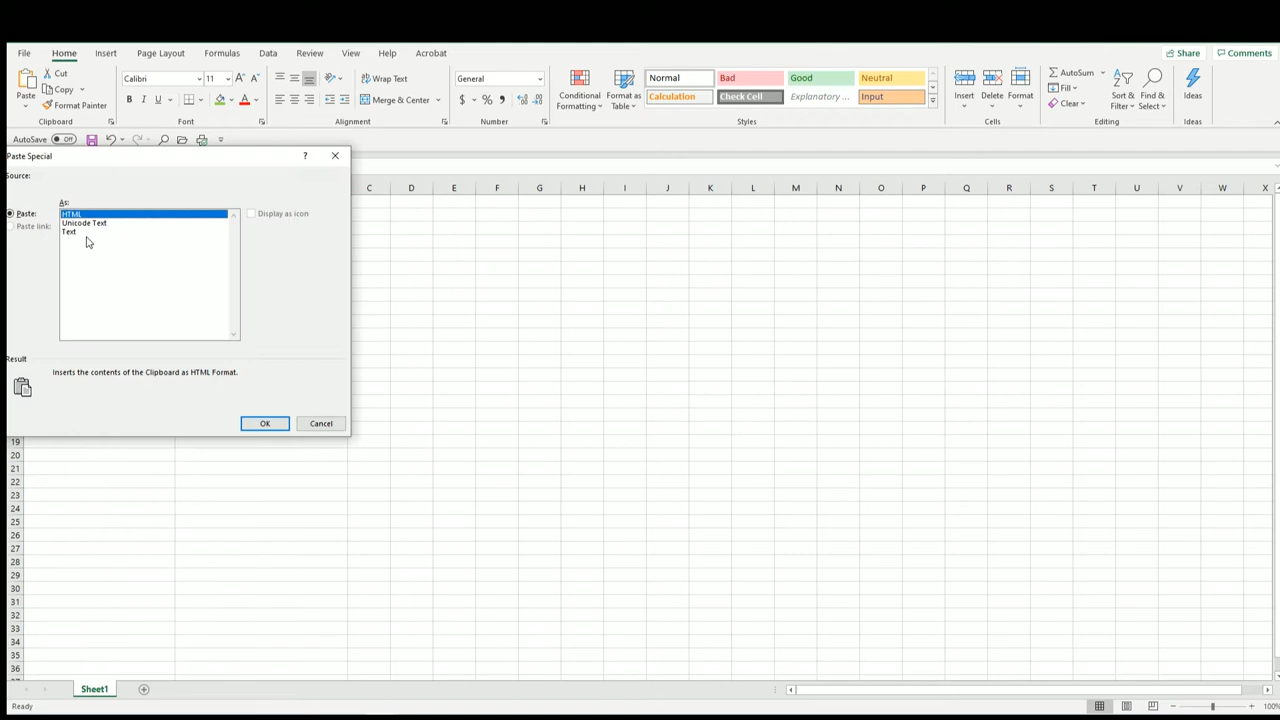 File Home Insert Page Layout Formulas Data Review View Help Acrobat Share Comments
Cut Calibri 11 A A Wrap Text General Normal Bad Good Neutral AutoSum
Copy Fill
Paste Format Painter B I U A Merge & Center $ % Conditional Formatting Format as Table Calculation Check Cell Explanatory ... Input Insert Delete Format Clear Sort & Filter Find & Select Ideas
Clipboard Font Alignment Number Styles Cells Editing Ideas
AutoSave Off
Paste Special ?
Source:
C D E F G H I J K L M N O P Q R S T U V W X
As:
Paste: HTML Display as icon
Unicode Text
Paste link:
Text
Result
Inserts the contents of the Clipboard as HTML Format.
OK Cancel
19
20
21
22
23
24
25
26
27
28
29
30
31
32
33
34
35
36
Sheet1
Ready 100%